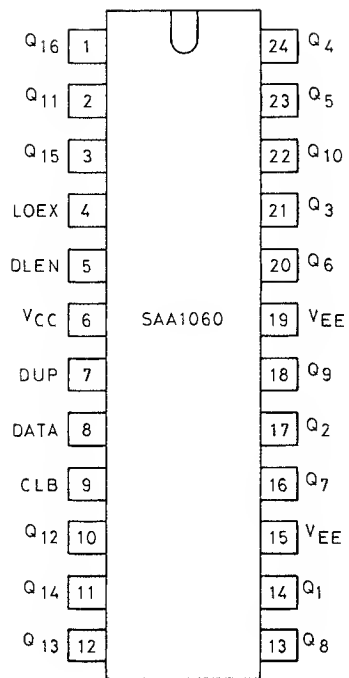 Q16 1 24 Q4
Q11 2 23 Q5
Q15 3 22 Q10
LOEX 4 21 Q3
DLEN 5 20 Q6
VCC 6 SAA1060 19 VEE
DUP 7 18 Q9
DATA 8 17 Q2
CLB 9 16 Q7
Q12 10 15 VEE
Q14 11 14 Q1
Q13 12 13 Q8